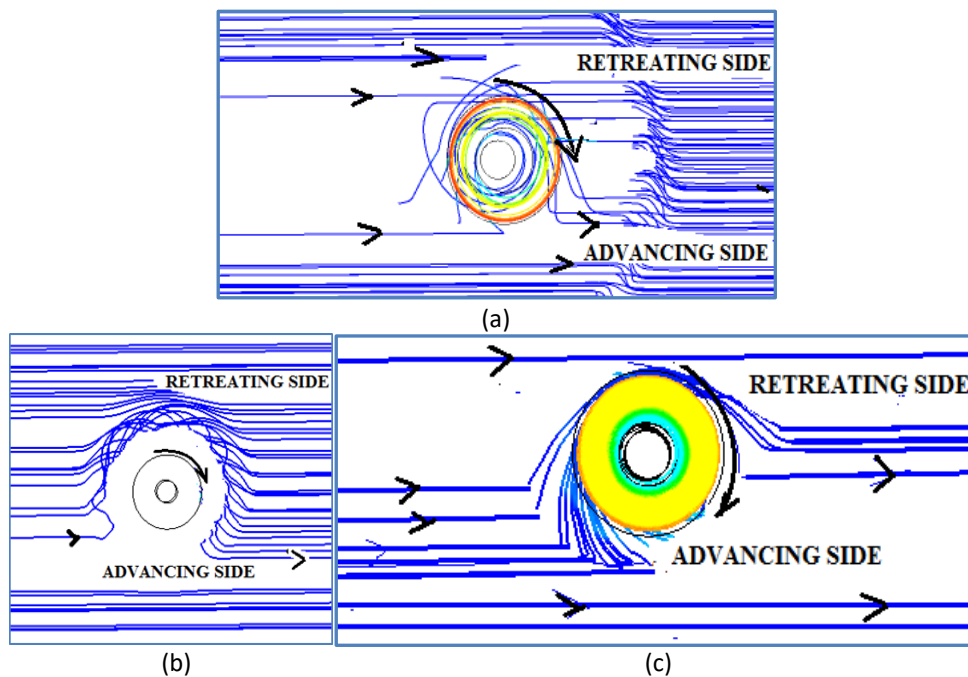 RETREATING SIDE
ADVANCING SIDE
(a)
RETREATING SIDE
ADVANCING SIDE
(b)
RETREATING SIDE
ADVANCING SIDE
(c)